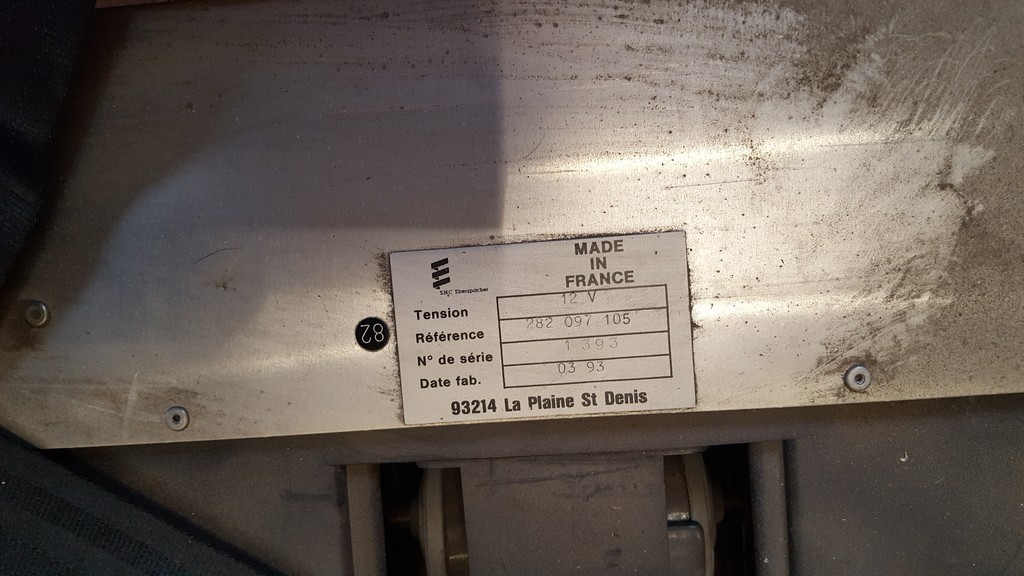 MADE
IN
FRANCE
S.N.C Eberspächer
Tension 12 V
Référence 282 097 105
N° de série 1 393
Date fab. 03 93
93214 La Plaine St Denis
82